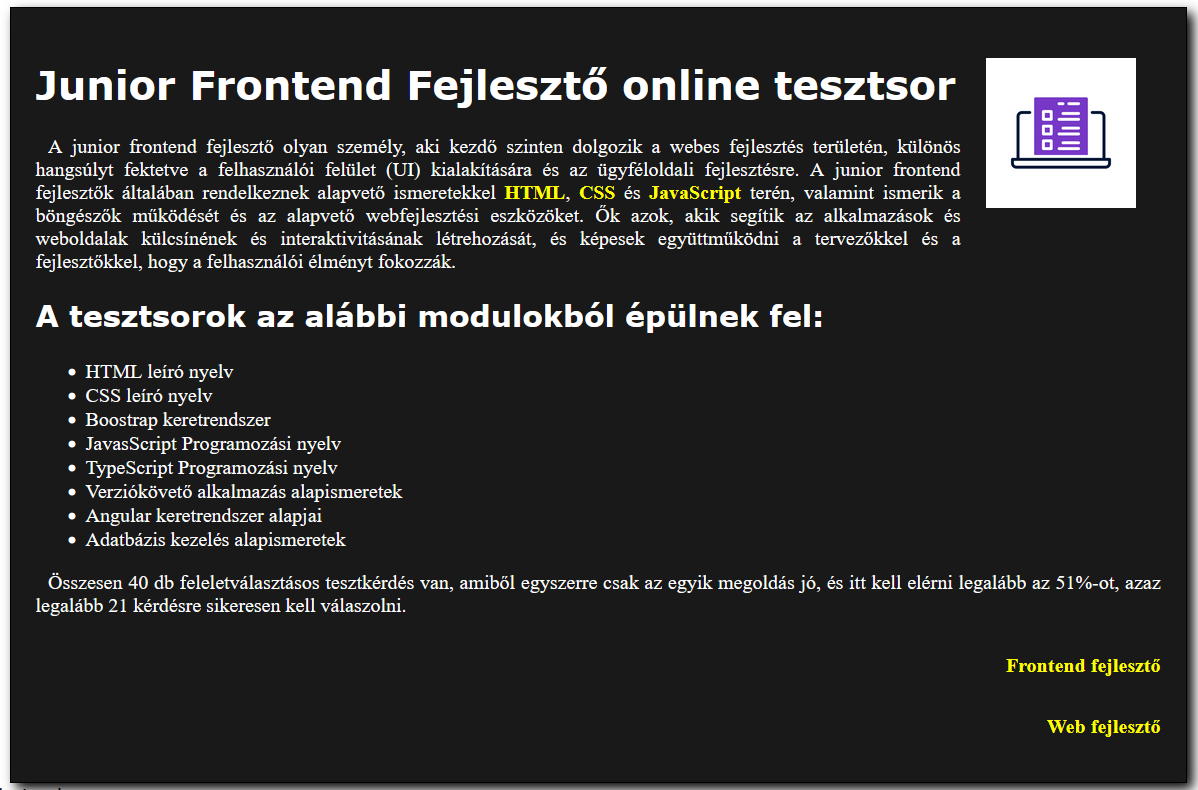 Junior Frontend Fejlesztő online tesztsor
A junior frontend fejlesztő olyan személy, aki kezdő szinten dolgozik a webes fejlesztés területén, különös
hangsúlyt fektetve a felhasználói felület (UI) kialakítására és az ügyféloldali fejlesztésre. A junior frontend
fejlesztők általában rendelkeznek alapvető ismeretekkel HTML, CSS és JavaScript terén, valamint ismerik a
böngészők működését és az alapvető webfejlesztési eszközöket. Ők azok, akik segítik az alkalmazások és
weboldalak külcsínének és interaktivitásának létrehozását, és képesek együttműködni a tervezőkkel és a
fejlesztőkkel, hogy a felhasználói élményt fokozzák.
A tesztsorok az alábbi modulokból épülnek fel:
• HTML leíró nyelv
• CSS leíró nyelv
• Boostrap keretrendszer
• JavasScript Programozási nyelv
• TypeScript Programozási nyelv
• Verziókövető alkalmazás alapismeretek
• Angular keretrendszer alapjai
• Adatbázis kezelés alapismeretek
Összesen 40 db feleletválasztásos tesztkérdés van, amiből egyszerre csak az egyik megoldás jó, és itt kell elérni legalább az 51%-ot, azaz
legalább 21 kérdésre sikeresen kell válaszolni.
Frontend fejlesztő
Web fejlesztő